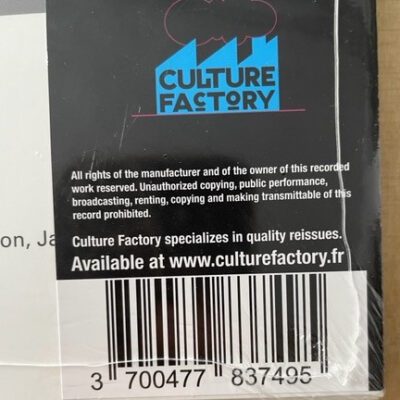 CULTURE
FACTORY
All rights of the manufacturer and of the owner of this recorded
work reserved. Unauthorized copying, public performance,
broadcasting, renting, copying and making transmittable of this
record prohibited.
on, Ja
Culture Factory specializes in quality reissues.
Available at www.culturefactory.fr
3 700477 837495